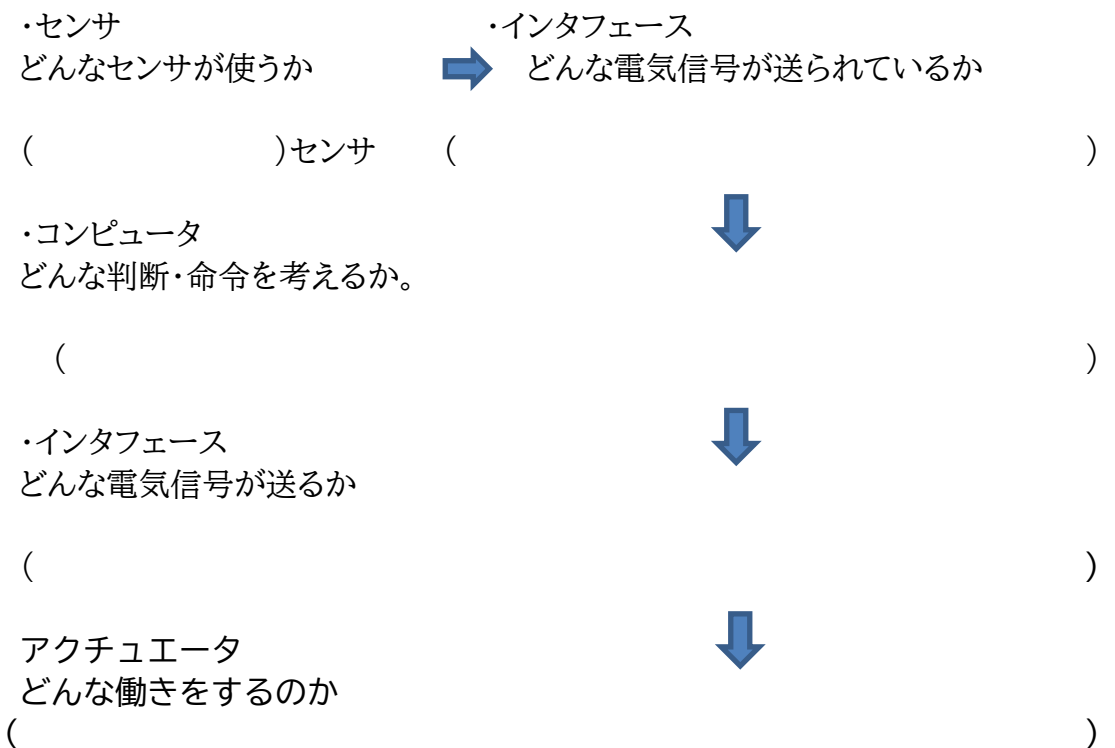 ・センサ
どんなセンサが使うか
・インタフェース
どんな電気信号が送られているか
(　　　　　　)センサ
(　　　　　　　　　　　　　　　)
・コンピュータ
どんな判断・命令を考えるか。
(　　　　　　　　　　　　　　　)
・インタフェース
どんな電気信号が送るか
(　　　　　　　　　　　　　　　)
アクチュエータ
どんな働きをするのか
(　　　　　　　　　　　　　　　)